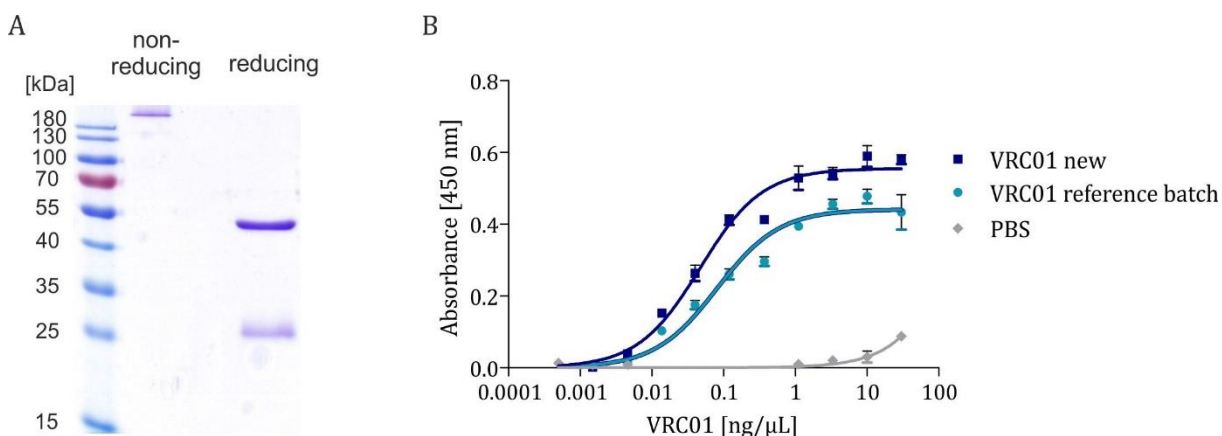 A
non-
reducing
reducing
[kDa]
180
130
100
70
55
40
35
25
15
B
0.8
0.6
0.4
0.2
0.0
Absorbance [450 nm]
0.0001 0.001 0.01 0.1 1 10 100
VRC01 [ng/μL]
VRC01 new
VRC01 reference batch
PBS